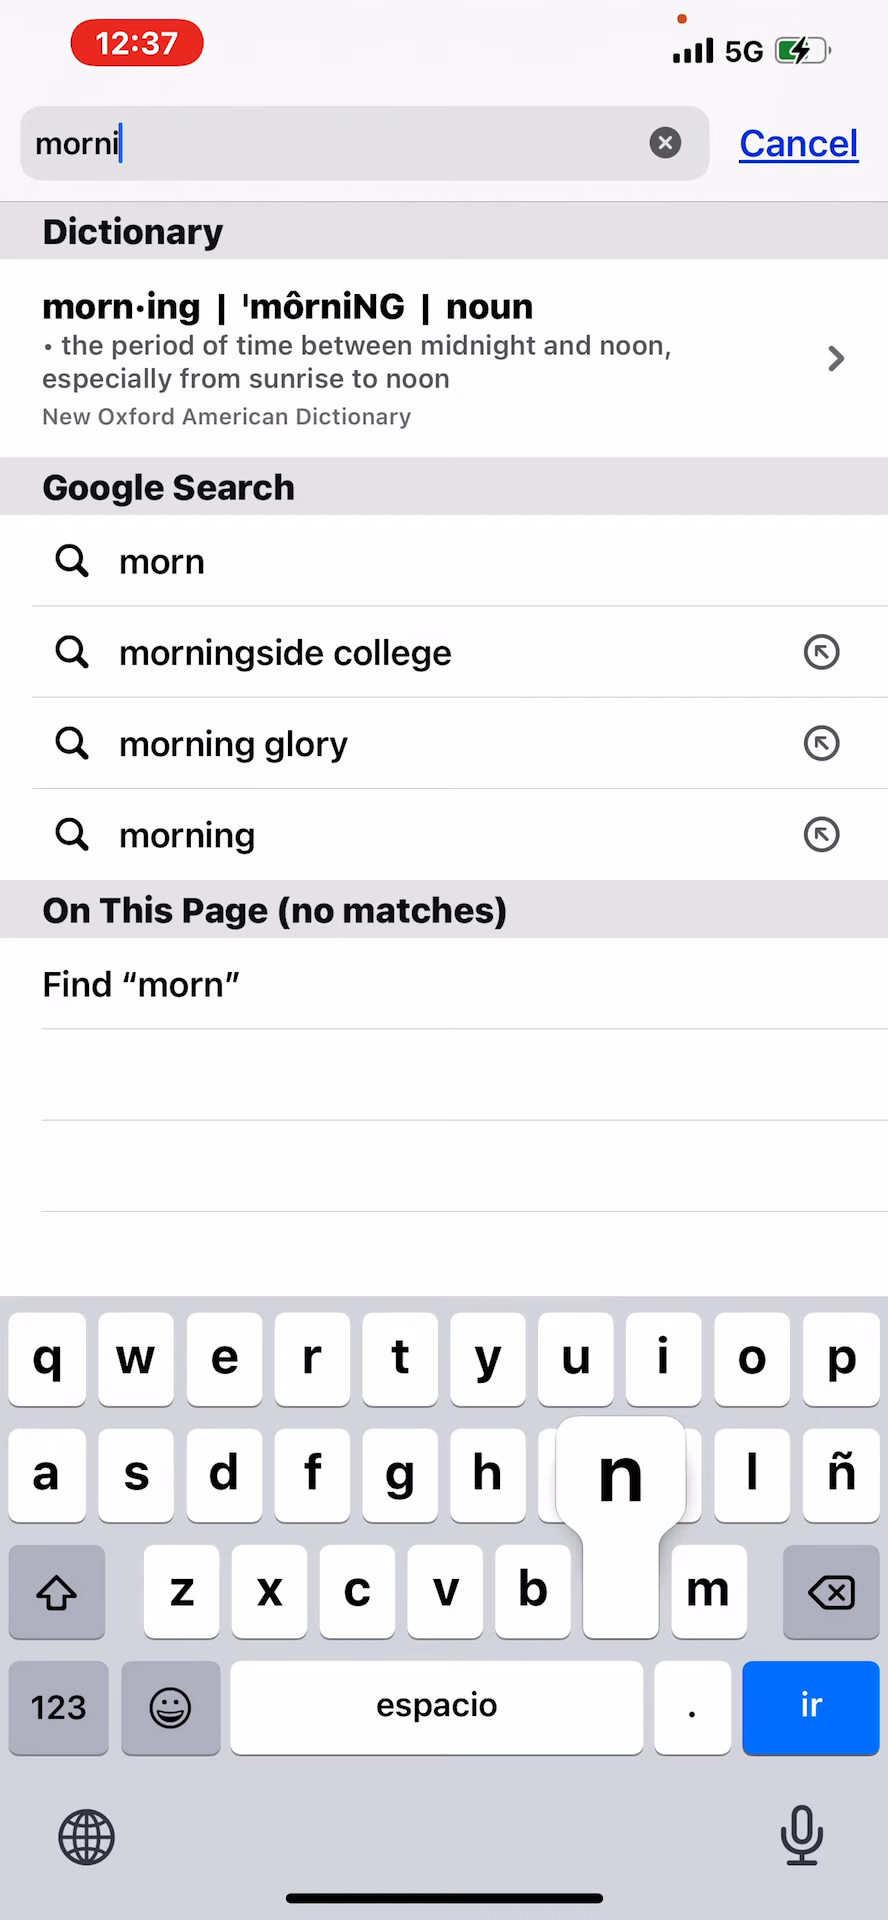 12:37
5G
morni
Cancel
Dictionary
morn·ing | 'môrniNG | noun
• the period of time between midnight and noon,
especially from sunrise to noon
New Oxford American Dictionary
Google Search
morn
morningside college
morning glory
morning
On This Page (no matches)
Find “morn”
q w e r t y u i o p
a s d f g h l ñ
n
z x c v b m
123 espacio . ir